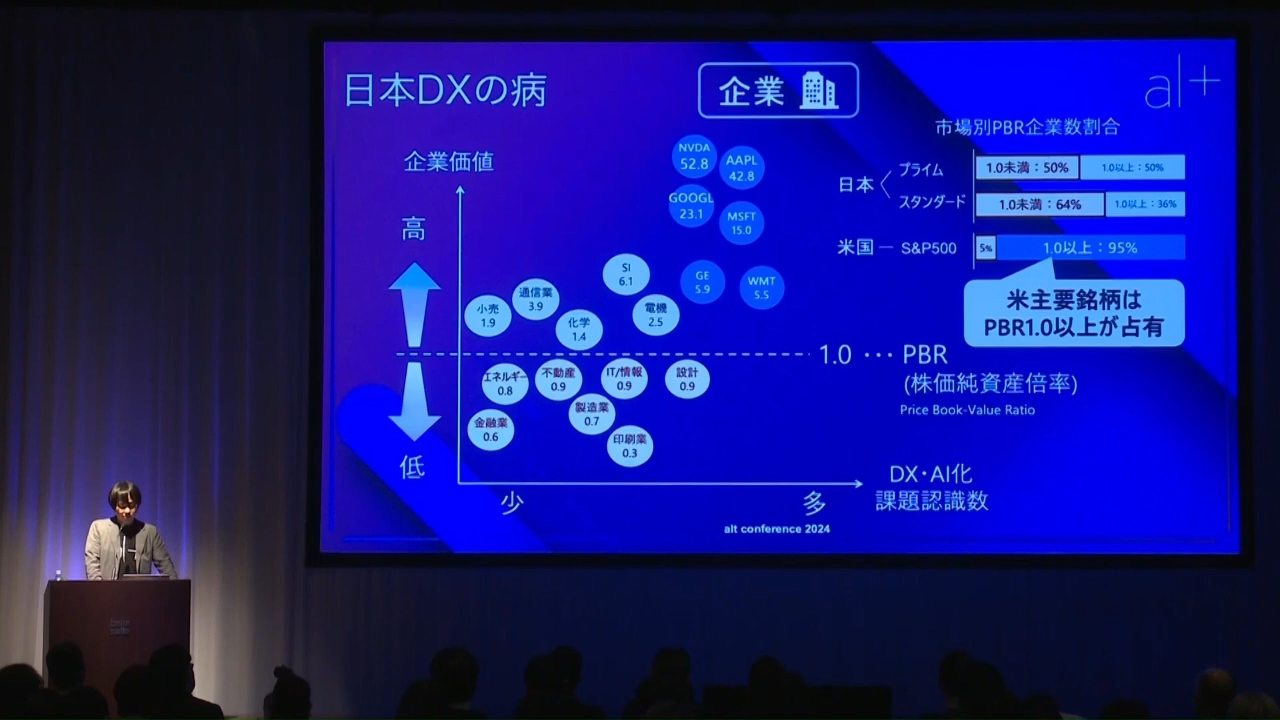 日本DXの病
企業
al+
市場別PBR企業数割合
日本
プライム
1.0未満：50%
1.0以上：50%
スタンダード
1.0未満：64%
1.0以上：36%
米国 ― S&P500
5%
1.0以上：95%
米主要銘柄は
PBR1.0以上が占有
企業価値
高
低
NVDA
52.8
AAPL
42.8
GOOGL
23.1
MSFT
15.0
SI
6.1
GE
5.9
WMT
5.5
通信業
3.9
小売
1.9
電機
2.5
化学
1.4
1.0 ･･･ PBR
(株価純資産倍率)
Price Book-Value Ratio
エネルギー
0.8
不動産
0.9
IT/情報
0.9
設計
0.9
製造業
0.7
金融業
0.6
印刷業
0.3
少
多
DX･AI化
課題認識数
alt conference 2024